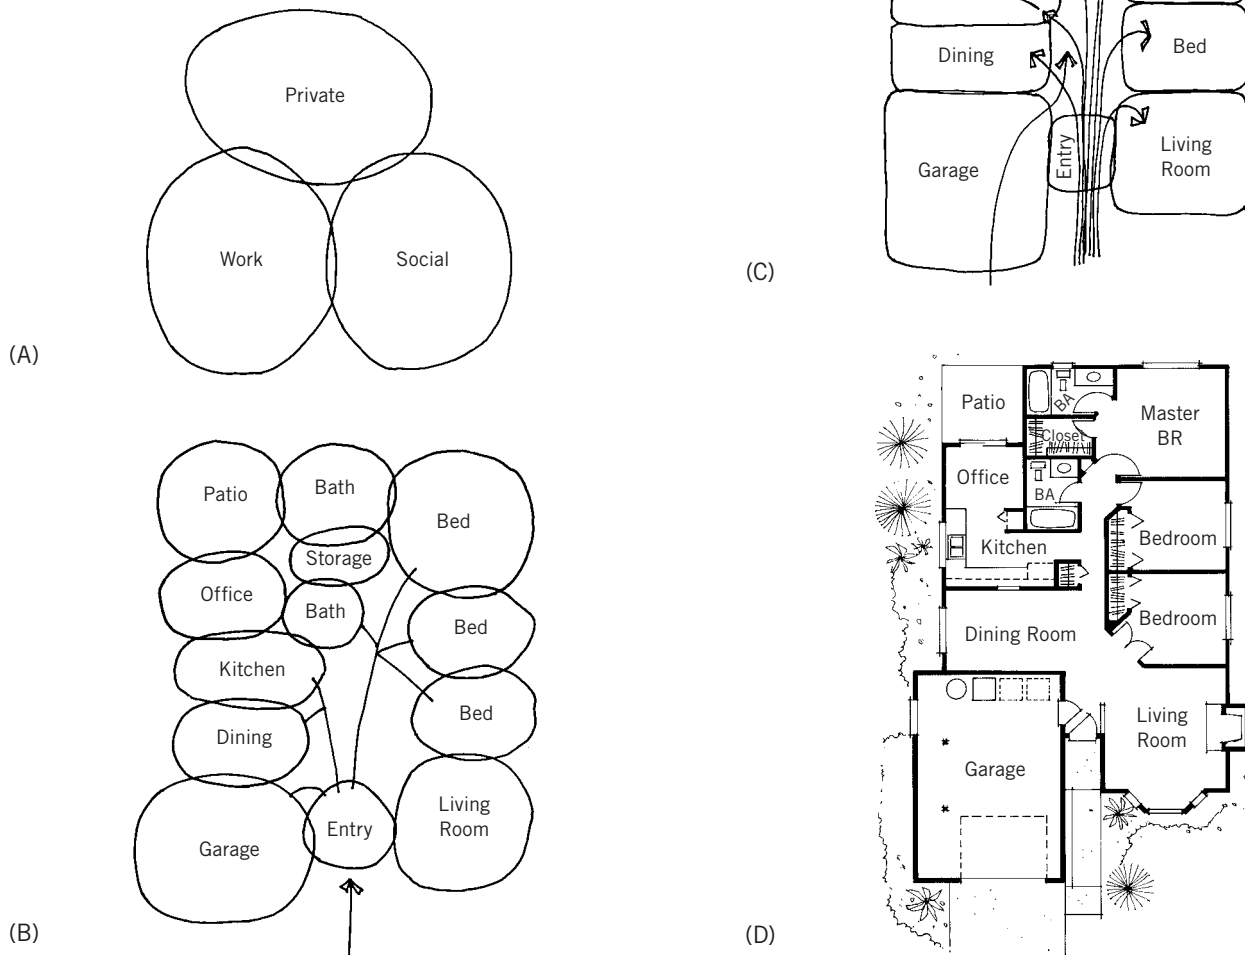 Private
Work
Social
(A)
Dining
Bed
Garage
Entry
Living
Room
(C)
Patio
Bath
Bed
Storage
Office
Bath
Bed
Kitchen
Bed
Dining
Living
Room
Entry
Garage
(B)
Patio
BA
Master
BR
Closet
Office
BA
Kitchen
Bedroom
Bedroom
Dining Room
Living
Room
Garage
(D)